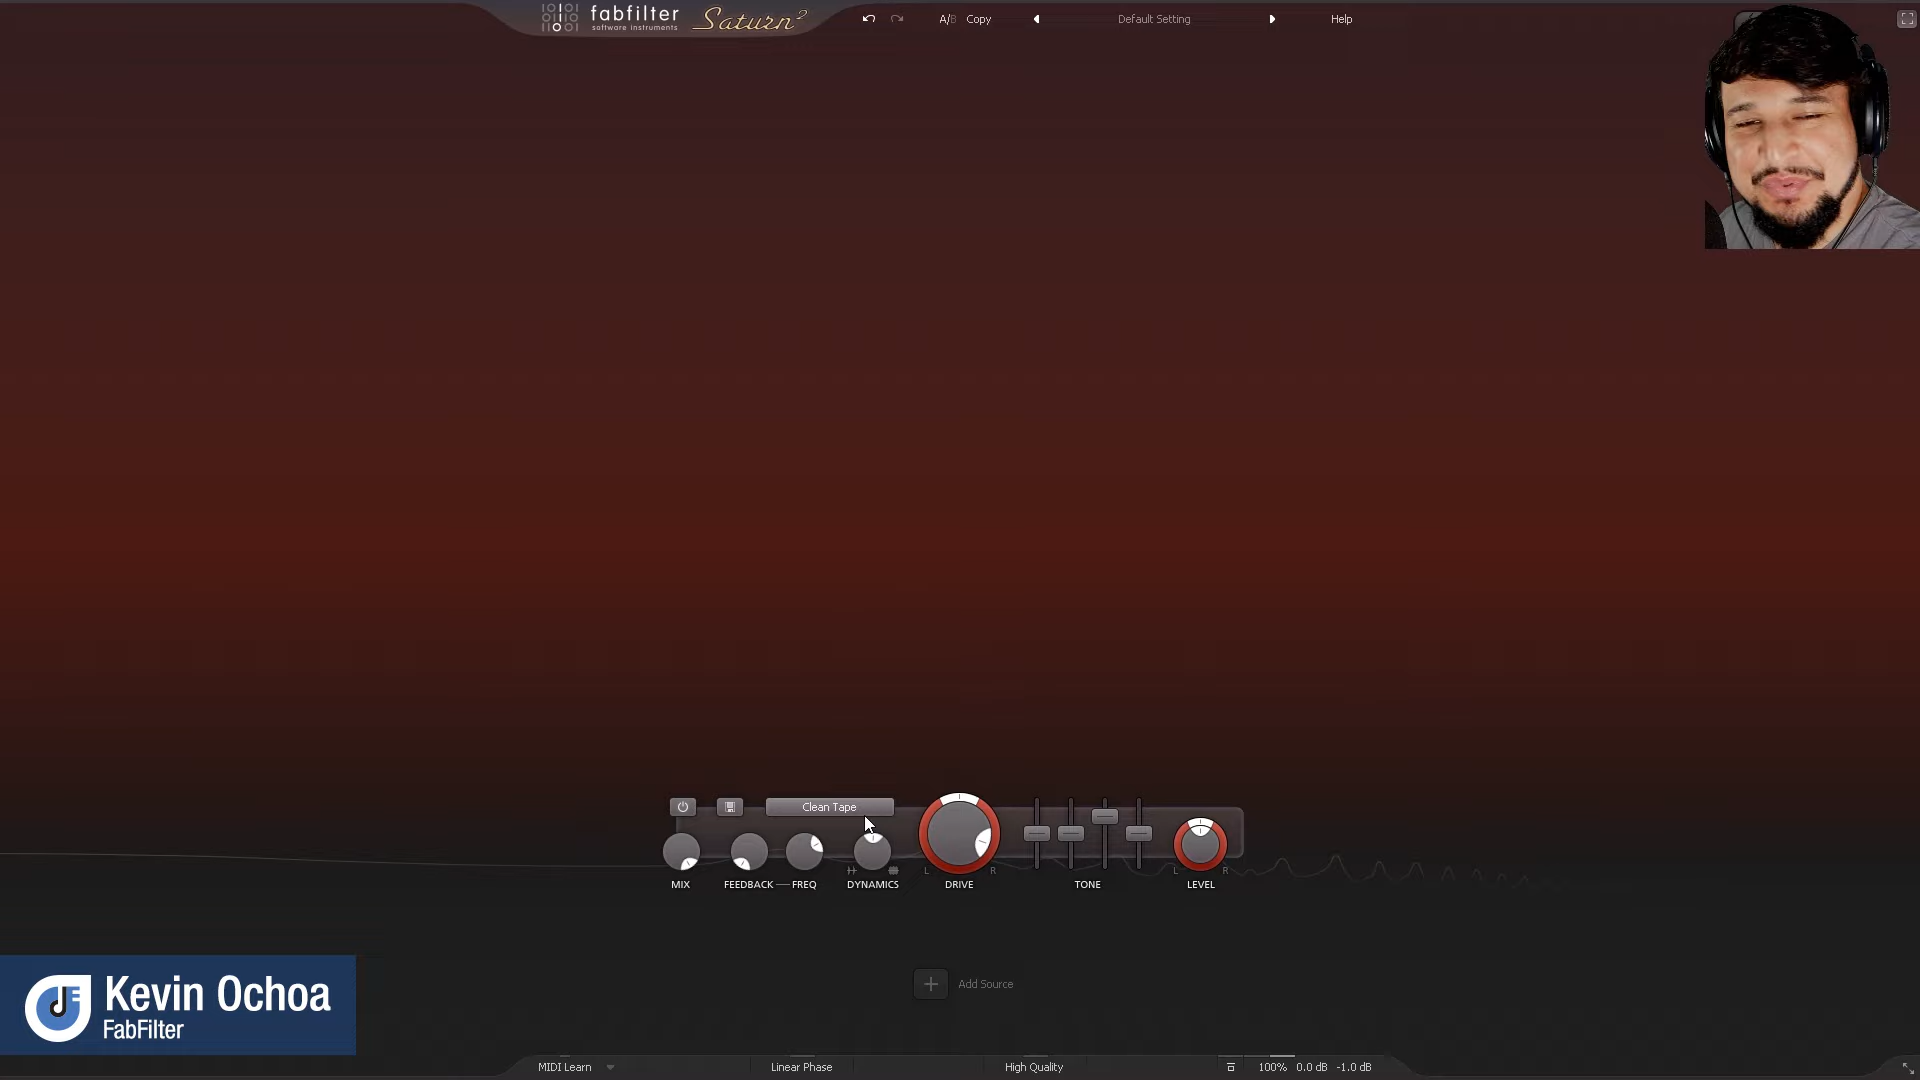 fabfilter
software instruments
Saturn 2
A/B Copy
Default Setting
Help
Clean Tape
L R
L R
MIX FEEDBACK FREQ DYNAMICS DRIVE TONE LEVEL
Kevin Ochoa
FabFilter
Add Source
MIDI Learn
Linear Phase
High Quality
100% 0.0 dB -1.0 dB